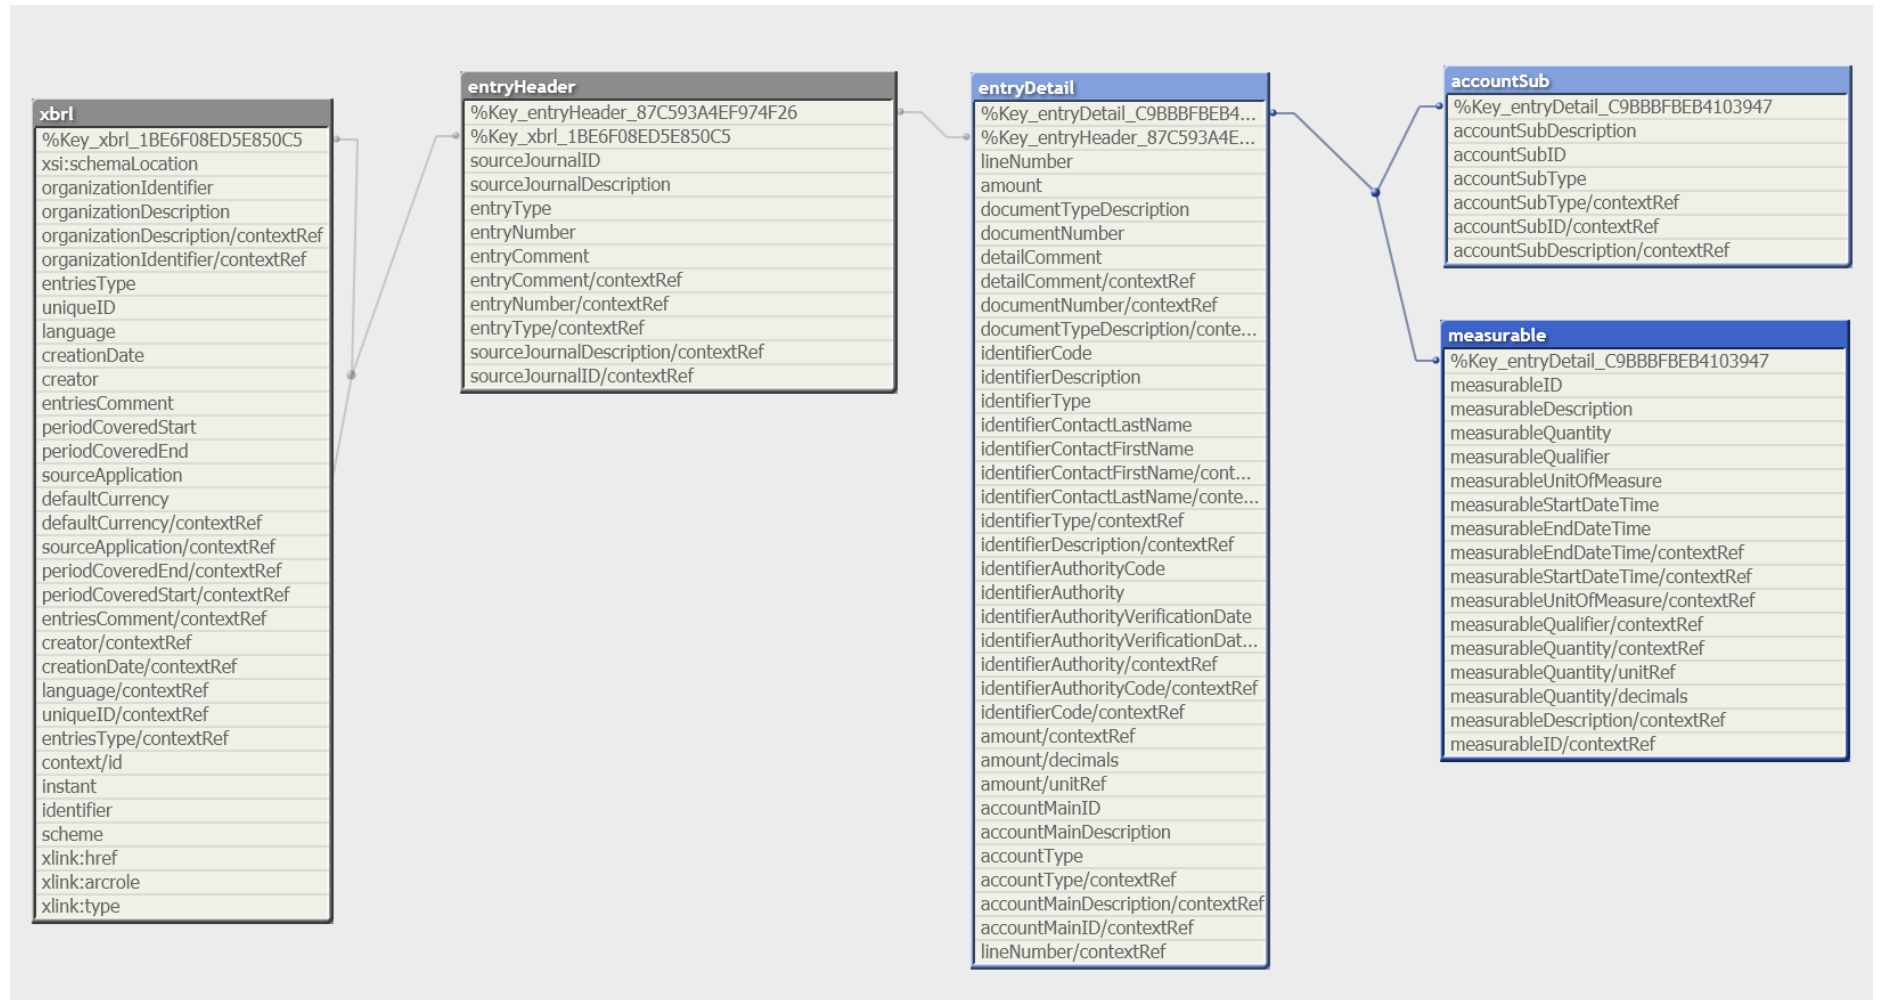 xbrl
%Key_xbrl_1BE6F08ED5E850C5
xsi:schemaLocation
organizationIdentifier
organizationDescription
organizationDescription/contextRef
organizationIdentifier/contextRef
entriesType
uniqueID
language
creationDate
creator
entriesComment
periodCoveredStart
periodCoveredEnd
sourceApplication
defaultCurrency
defaultCurrency/contextRef
sourceApplication/contextRef
periodCoveredEnd/contextRef
periodCoveredStart/contextRef
entriesComment/contextRef
creator/contextRef
creationDate/contextRef
language/contextRef
uniqueID/contextRef
entriesType/contextRef
context/id
instant
identifier
scheme
xlink:href
xlink:arcrole
xlink:type
entryHeader
%Key_entryHeader_87C593A4EF974F26
%Key_xbrl_1BE6F08ED5E850C5
sourceJournalID
sourceJournalDescription
entryType
entryNumber
entryComment
entryComment/contextRef
entryNumber/contextRef
entryType/contextRef
sourceJournalDescription/contextRef
sourceJournalID/contextRef
entryDetail
%Key_entryDetail_C9BBBFBEB4...
%Key_entryHeader_87C593A4E...
lineNumber
amount
documentTypeDescription
documentNumber
detailComment
detailComment/contextRef
documentNumber/contextRef
documentTypeDescription/conte...
identifierCode
identifierDescription
identifierType
identifierContactLastName
identifierContactFirstName
identifierContactFirstName/cont...
identifierContactLastName/conte...
identifierType/contextRef
identifierDescription/contextRef
identifierAuthorityCode
identifierAuthority
identifierAuthorityVerificationDate
identifierAuthorityVerificationDat...
identifierAuthority/contextRef
identifierAuthorityCode/contextRef
identifierCode/contextRef
amount/contextRef
amount/decimals
amount/unitRef
accountMainID
accountMainDescription
accountType
accountType/contextRef
accountMainDescription/contextRef
accountMainID/contextRef
lineNumber/contextRef
accountSub
%Key_entryDetail_C9BBBFBEB4103947
accountSubDescription
accountSubID
accountSubType
accountSubType/contextRef
accountSubID/contextRef
accountSubDescription/contextRef
measurable
%Key_entryDetail_C9BBBFBEB4103947
measurableID
measurableDescription
measurableQuantity
measurableQualifier
measurableUnitOfMeasure
measurableStartDateTime
measurableEndDateTime
measurableEndDateTime/contextRef
measurableStartDateTime/contextRef
measurableUnitOfMeasure/contextRef
measurableQualifier/contextRef
measurableQuantity/contextRef
measurableQuantity/unitRef
measurableQuantity/decimals
measurableDescription/contextRef
measurableID/contextRef